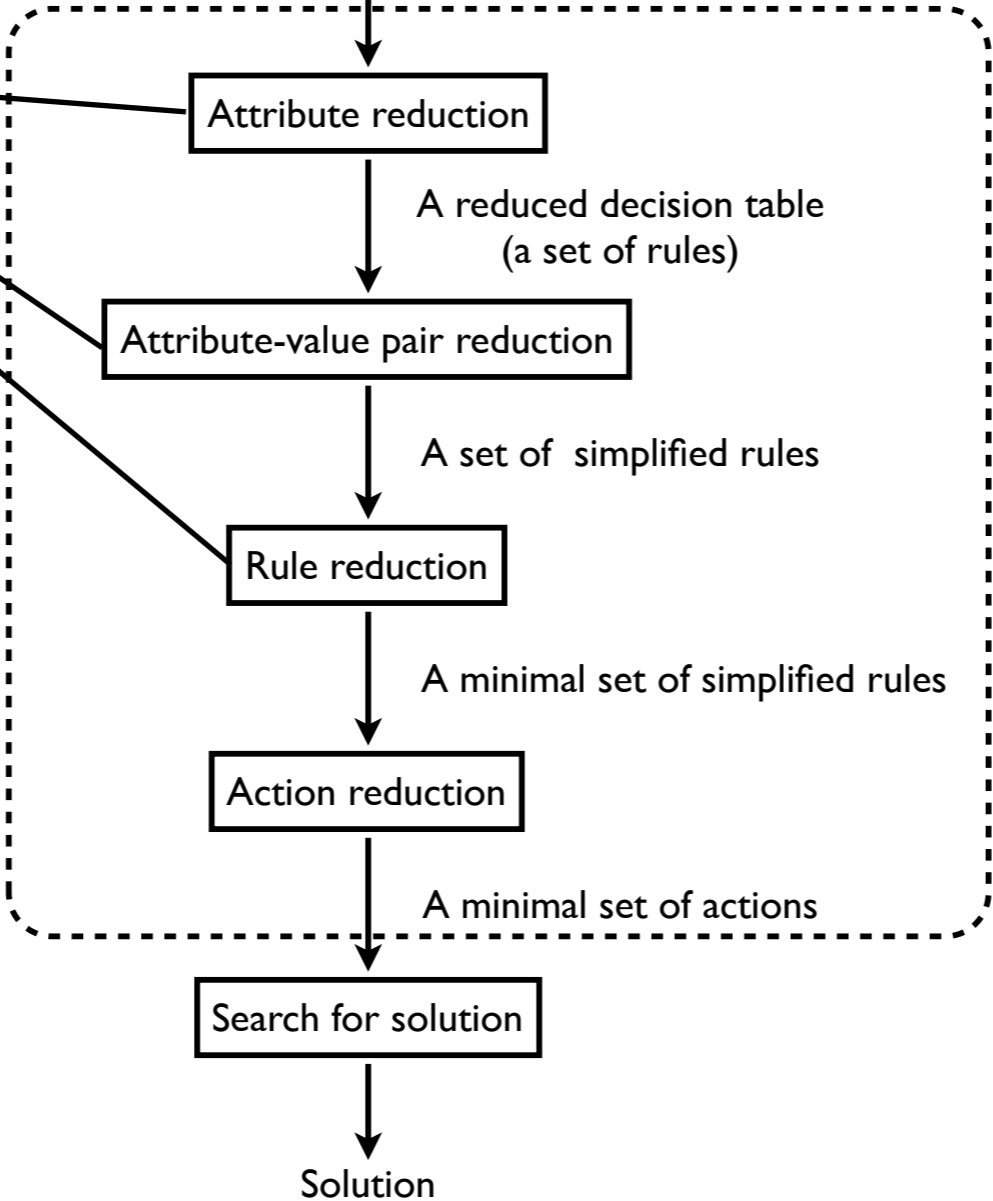 Attribute reduction
A reduced decision table
(a set of rules)
Attribute-value pair reduction
A set of  simplified rules
Rule reduction
A minimal set of simplified rules
Action reduction
A minimal set of actions
Search for solution
Solution